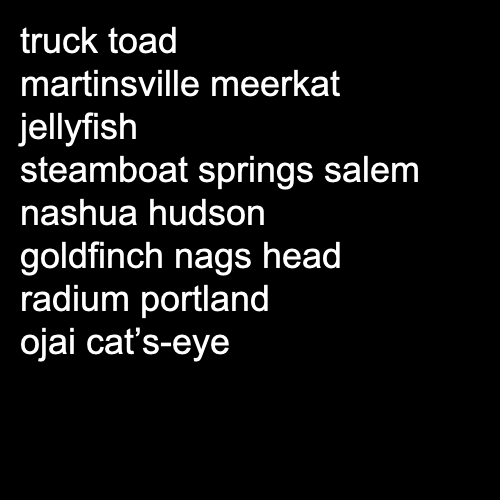 truck toad
martinsville meerkat
jellyfish
steamboat springs salem
nashua hudson
goldfinch nags head
radium portland
ojai cat’s-eye